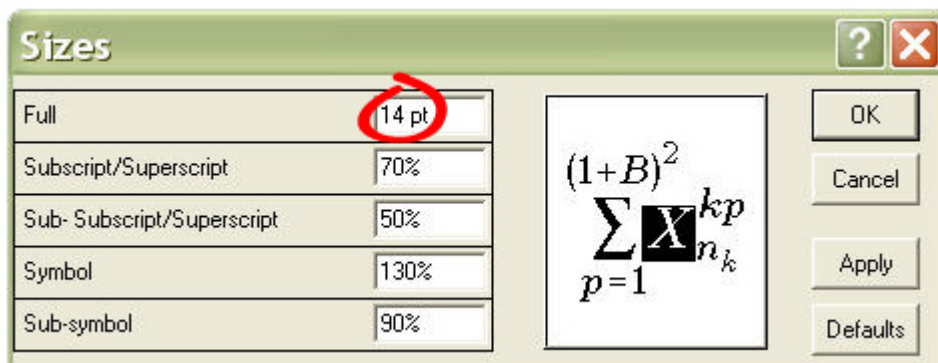 Sizes
Full 14 pt
Subscript/Superscript 70%
Sub- Subscript/Superscript 50%
Symbol 130%
Sub-symbol 90%
(1+B)²
∑ X kp
n k
p=1
OK
Cancel
Apply
Defaults